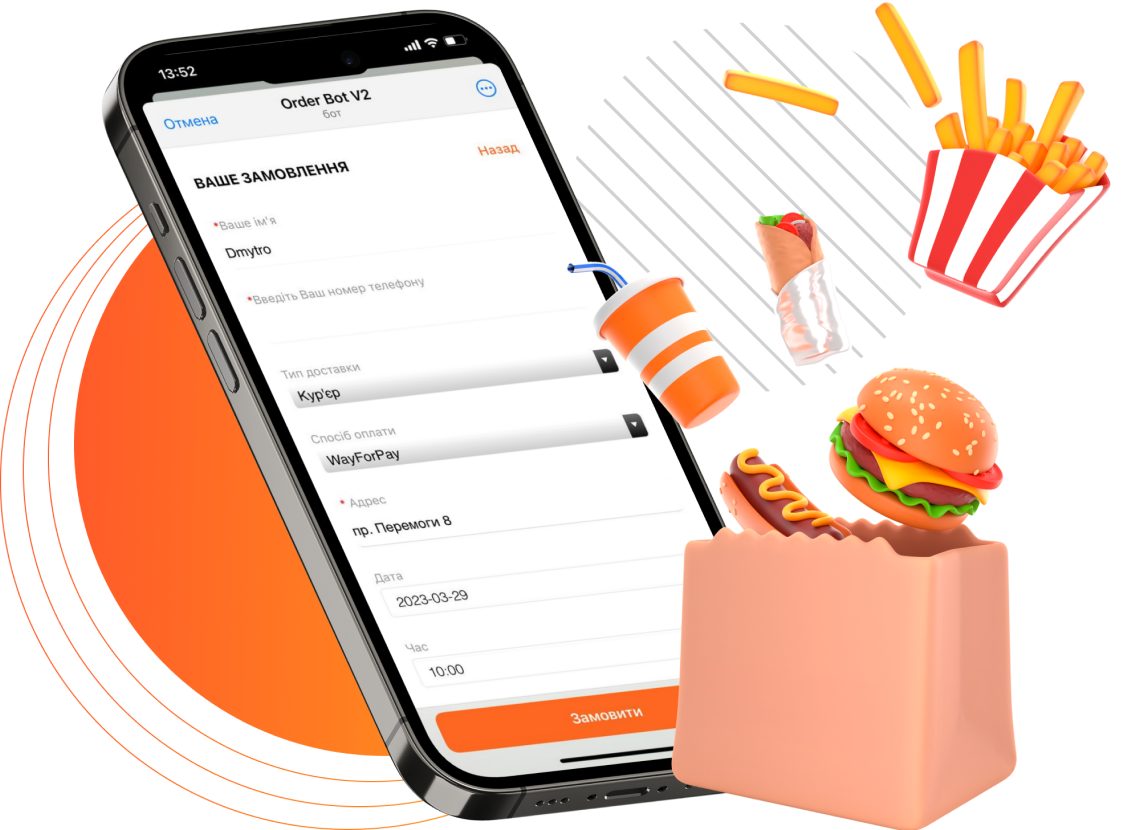 13:52
Отмена
Order Bot V2
бот
Назад
ВАШЕ ЗАМОВЛЕННЯ
*Ваше ім'я
Dmytro
*Введіть Ваш номер телефону
Тип доставки
Кур'єр
Спосіб оплати
WayForPay
* Адрес
пр. Перемоги 8
Дата
2023-03-29
Час
10:00
Замовити